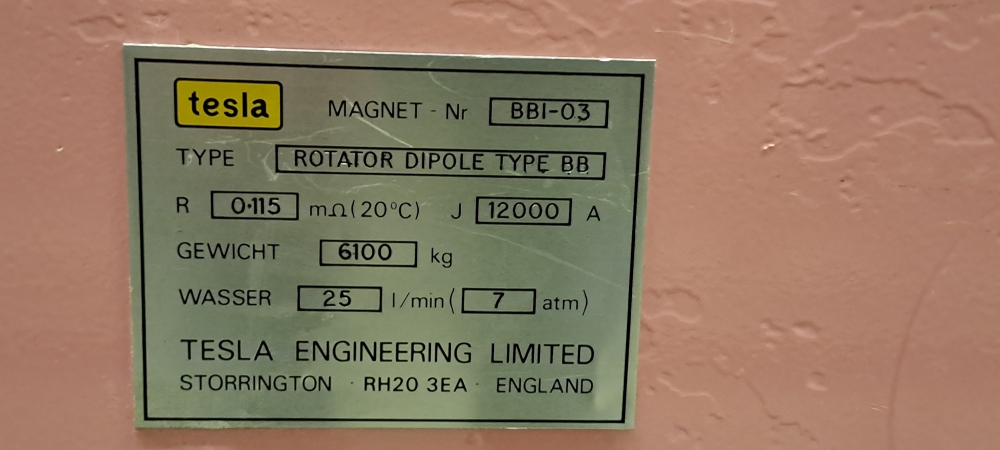 tesla MAGNET - Nr BBI-03
TYPE ROTATOR DIPOLE TYPE BB
R 0·115 mΩ(20°C) J 12000 A
GEWICHT 6100 kg
WASSER 25 l/min( 7 atm)
TESLA ENGINEERING LIMITED
STORRINGTON · RH20 3EA · ENGLAND